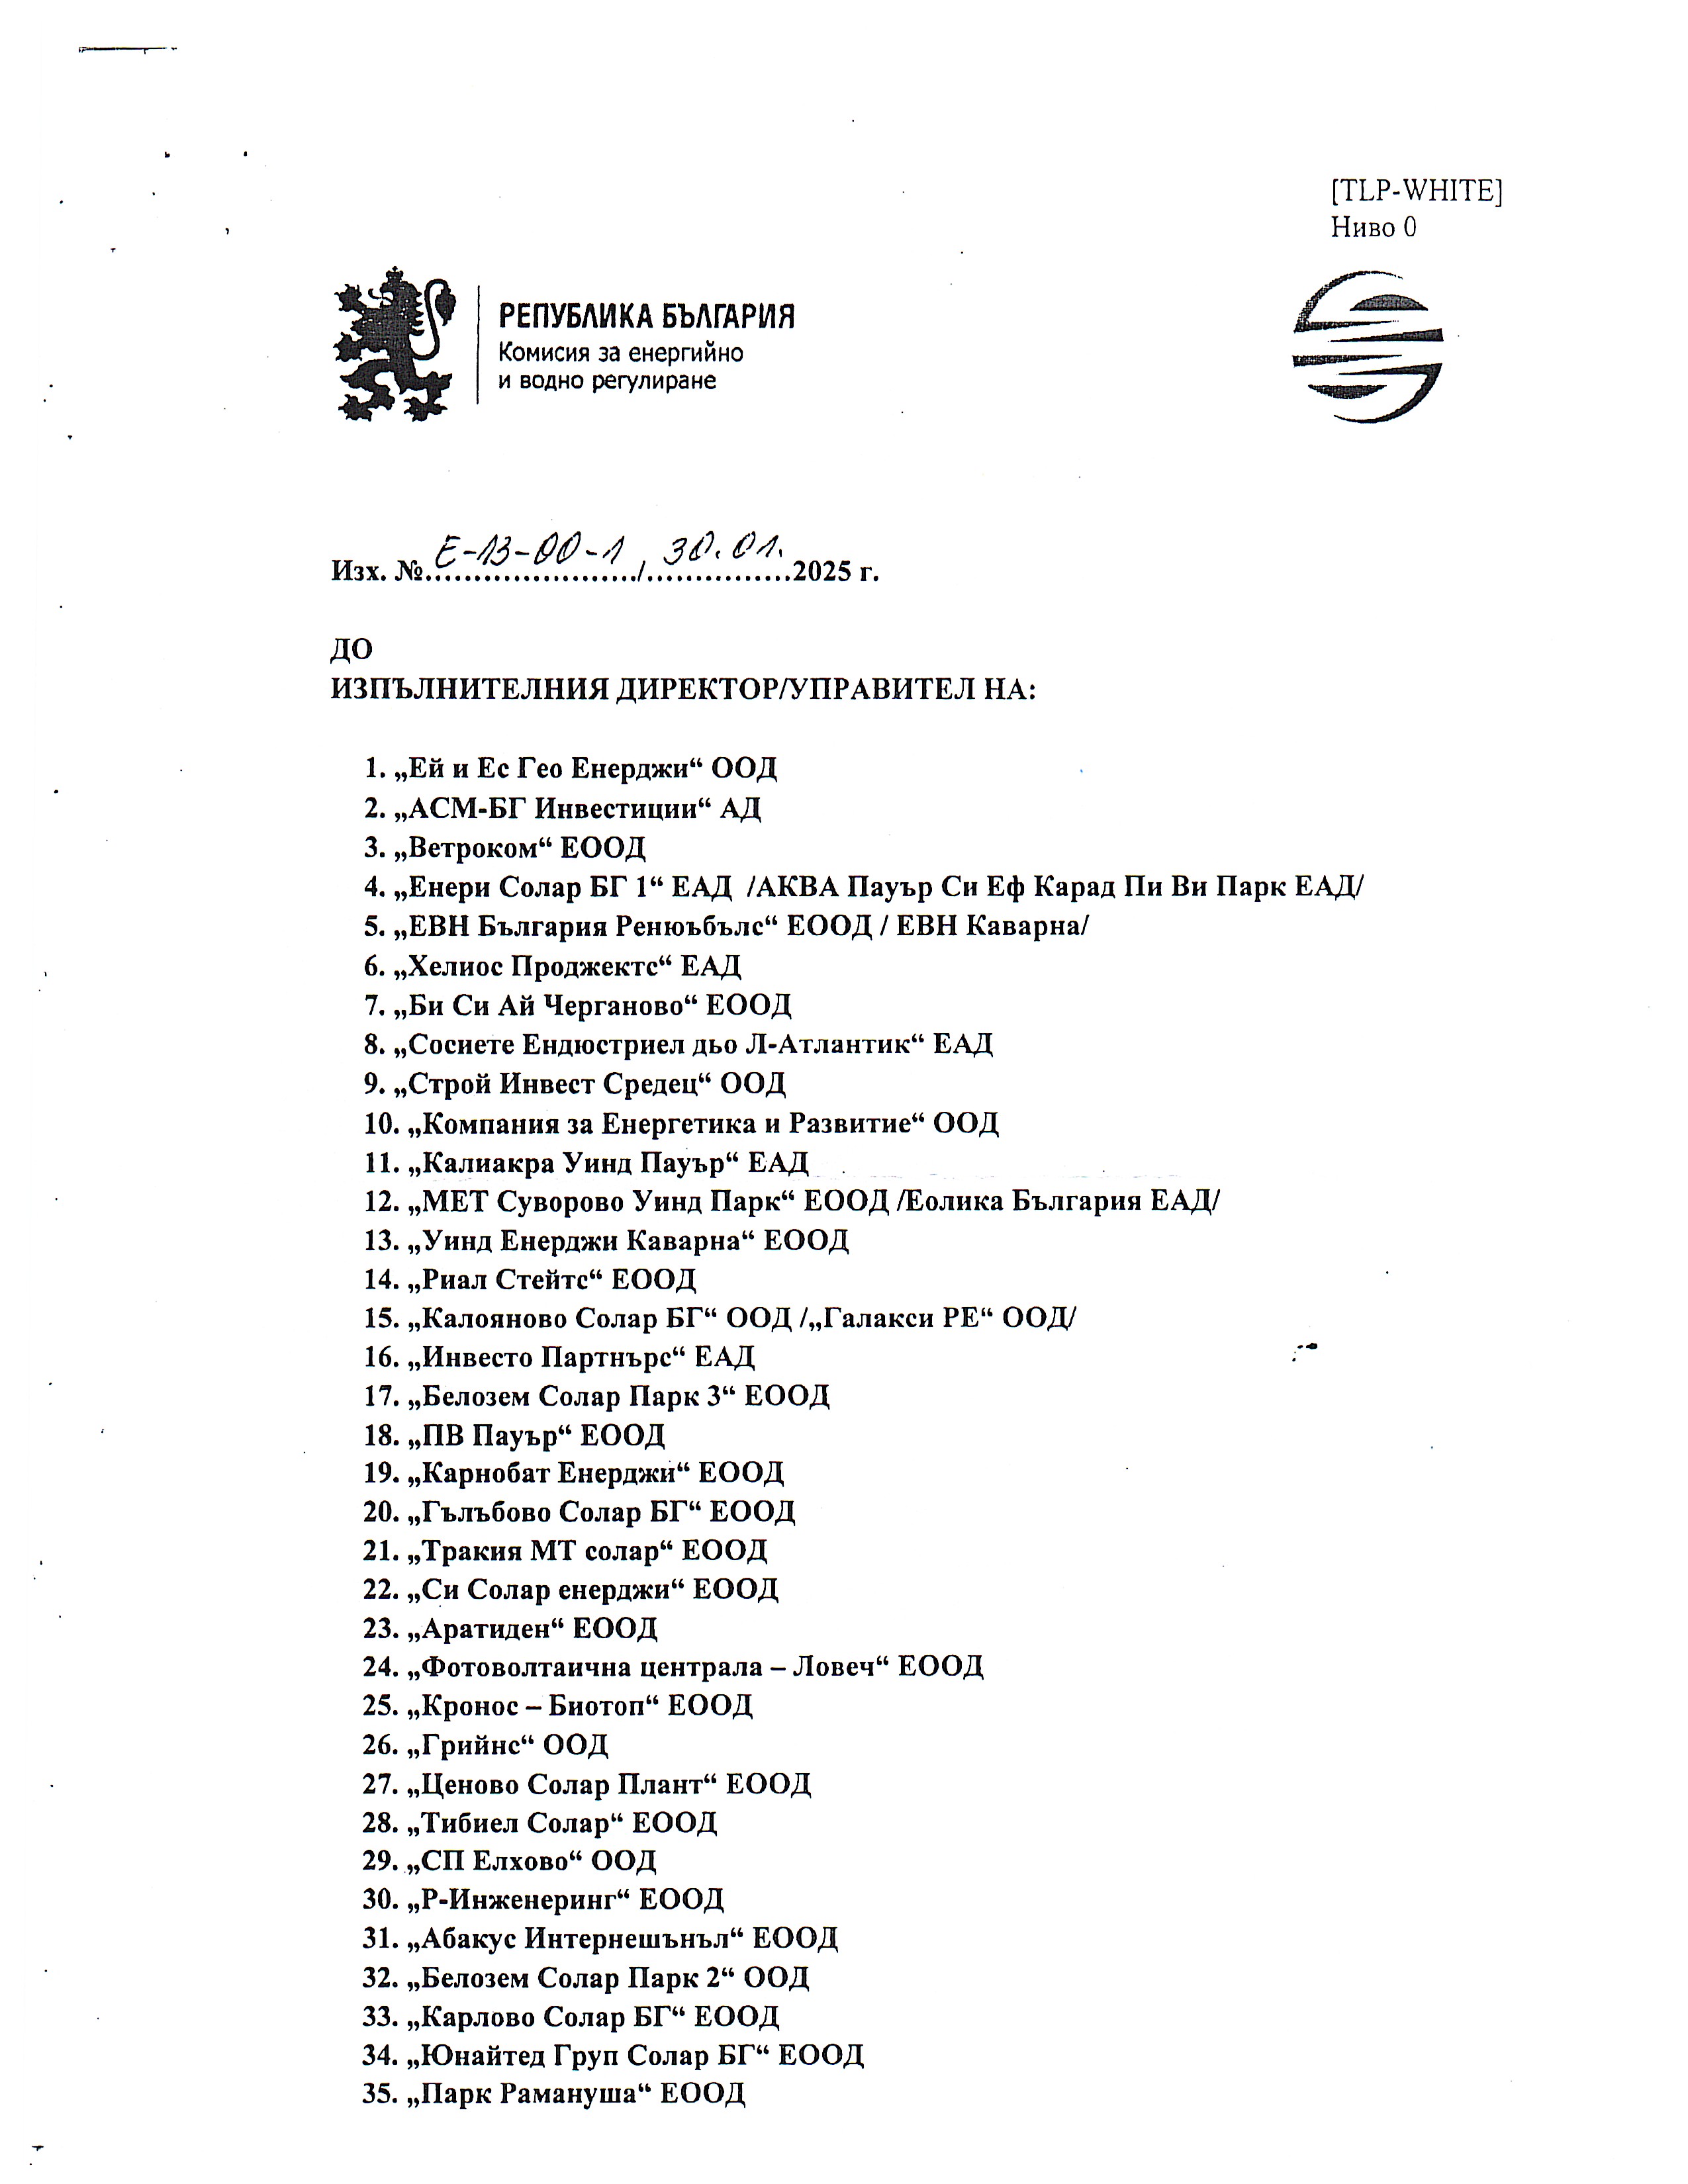 [TLP-WHITE]
Ниво 0
РЕПУБЛИКА БЪЛГАРИЯ
Комисия за енергийно
и водно регулиране
Изх. № Е-13-00-1 / 30.01. 2025 г.
ДО
ИЗПЪЛНИТЕЛНИЯ ДИРЕКТОР/УПРАВИТЕЛ НА:
1. „Ей и Ес Гео Енерджи“ ООД
2. „АСМ-БГ Инвестиции“ АД
3. „Ветроком“ ЕООД
4. „Енери Солар БГ 1“ ЕАД /АКВА Пауър Си Еф Карад Пи Ви Парк ЕАД/
5. „ЕВН България Ренюъбълс“ ЕООД / ЕВН Каварна/
6. „Хелиос Проджектс“ ЕАД
7. „Би Си Ай Черганово“ ЕООД
8. „Сосиете Ендюстриел дьо Л-Атлантик“ ЕАД
9. „Строй Инвест Средец“ ООД
10. „Компания за Енергетика и Развитие“ ООД
11. „Калиакра Уинд Пауър“ ЕАД
12. „МЕТ Суворово Уинд Парк“ ЕООД /Еолика България ЕАД/
13. „Уинд Енерджи Каварна“ ЕООД
14. „Риал Стейтс“ ЕООД
15. „Калояново Солар БГ“ ООД /„Галакси РЕ“ ООД/
16. „Инвесто Партнърс“ ЕАД
17. „Белозем Солар Парк 3“ ЕООД
18. „ПВ Пауър“ ЕООД
19. „Карнобат Енерджи“ ЕООД
20. „Гълъбово Солар БГ“ ЕООД
21. „Тракия МТ солар“ ЕООД
22. „Си Солар енерджи“ ЕООД
23. „Аратиден“ ЕООД
24. „Фотоволтаична централа – Ловеч“ ЕООД
25. „Кронос – Биотоп“ ЕООД
26. „Грийнс“ ООД
27. „Ценово Солар Плант“ ЕООД
28. „Тибиел Солар“ ЕООД
29. „СП Елхово“ ООД
30. „Р-Инженеринг“ ЕООД
31. „Абакус Интернешънъл“ ЕООД
32. „Белозем Солар Парк 2“ ООД
33. „Карлово Солар БГ“ ЕООД
34. „Юнайтед Груп Солар БГ“ ЕООД
35. „Парк Рамануша“ ЕООД